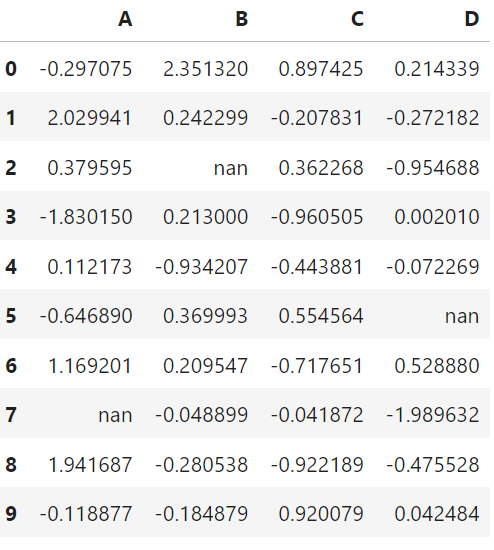 A B C D
0 -0.297075 2.351320 0.897425 0.214339
1 2.029941 0.242299 -0.207831 -0.272182
2 0.379595 nan 0.362268 -0.954688
3 -1.830150 0.213000 -0.960505 0.002010
4 0.112173 -0.934207 -0.443881 -0.072269
5 -0.646890 0.369993 0.554564 nan
6 1.169201 0.209547 -0.717651 0.528880
7 nan -0.048899 -0.041872 -1.989632
8 1.941687 -0.280538 -0.922189 -0.475528
9 -0.118877 -0.184879 0.920079 0.042484